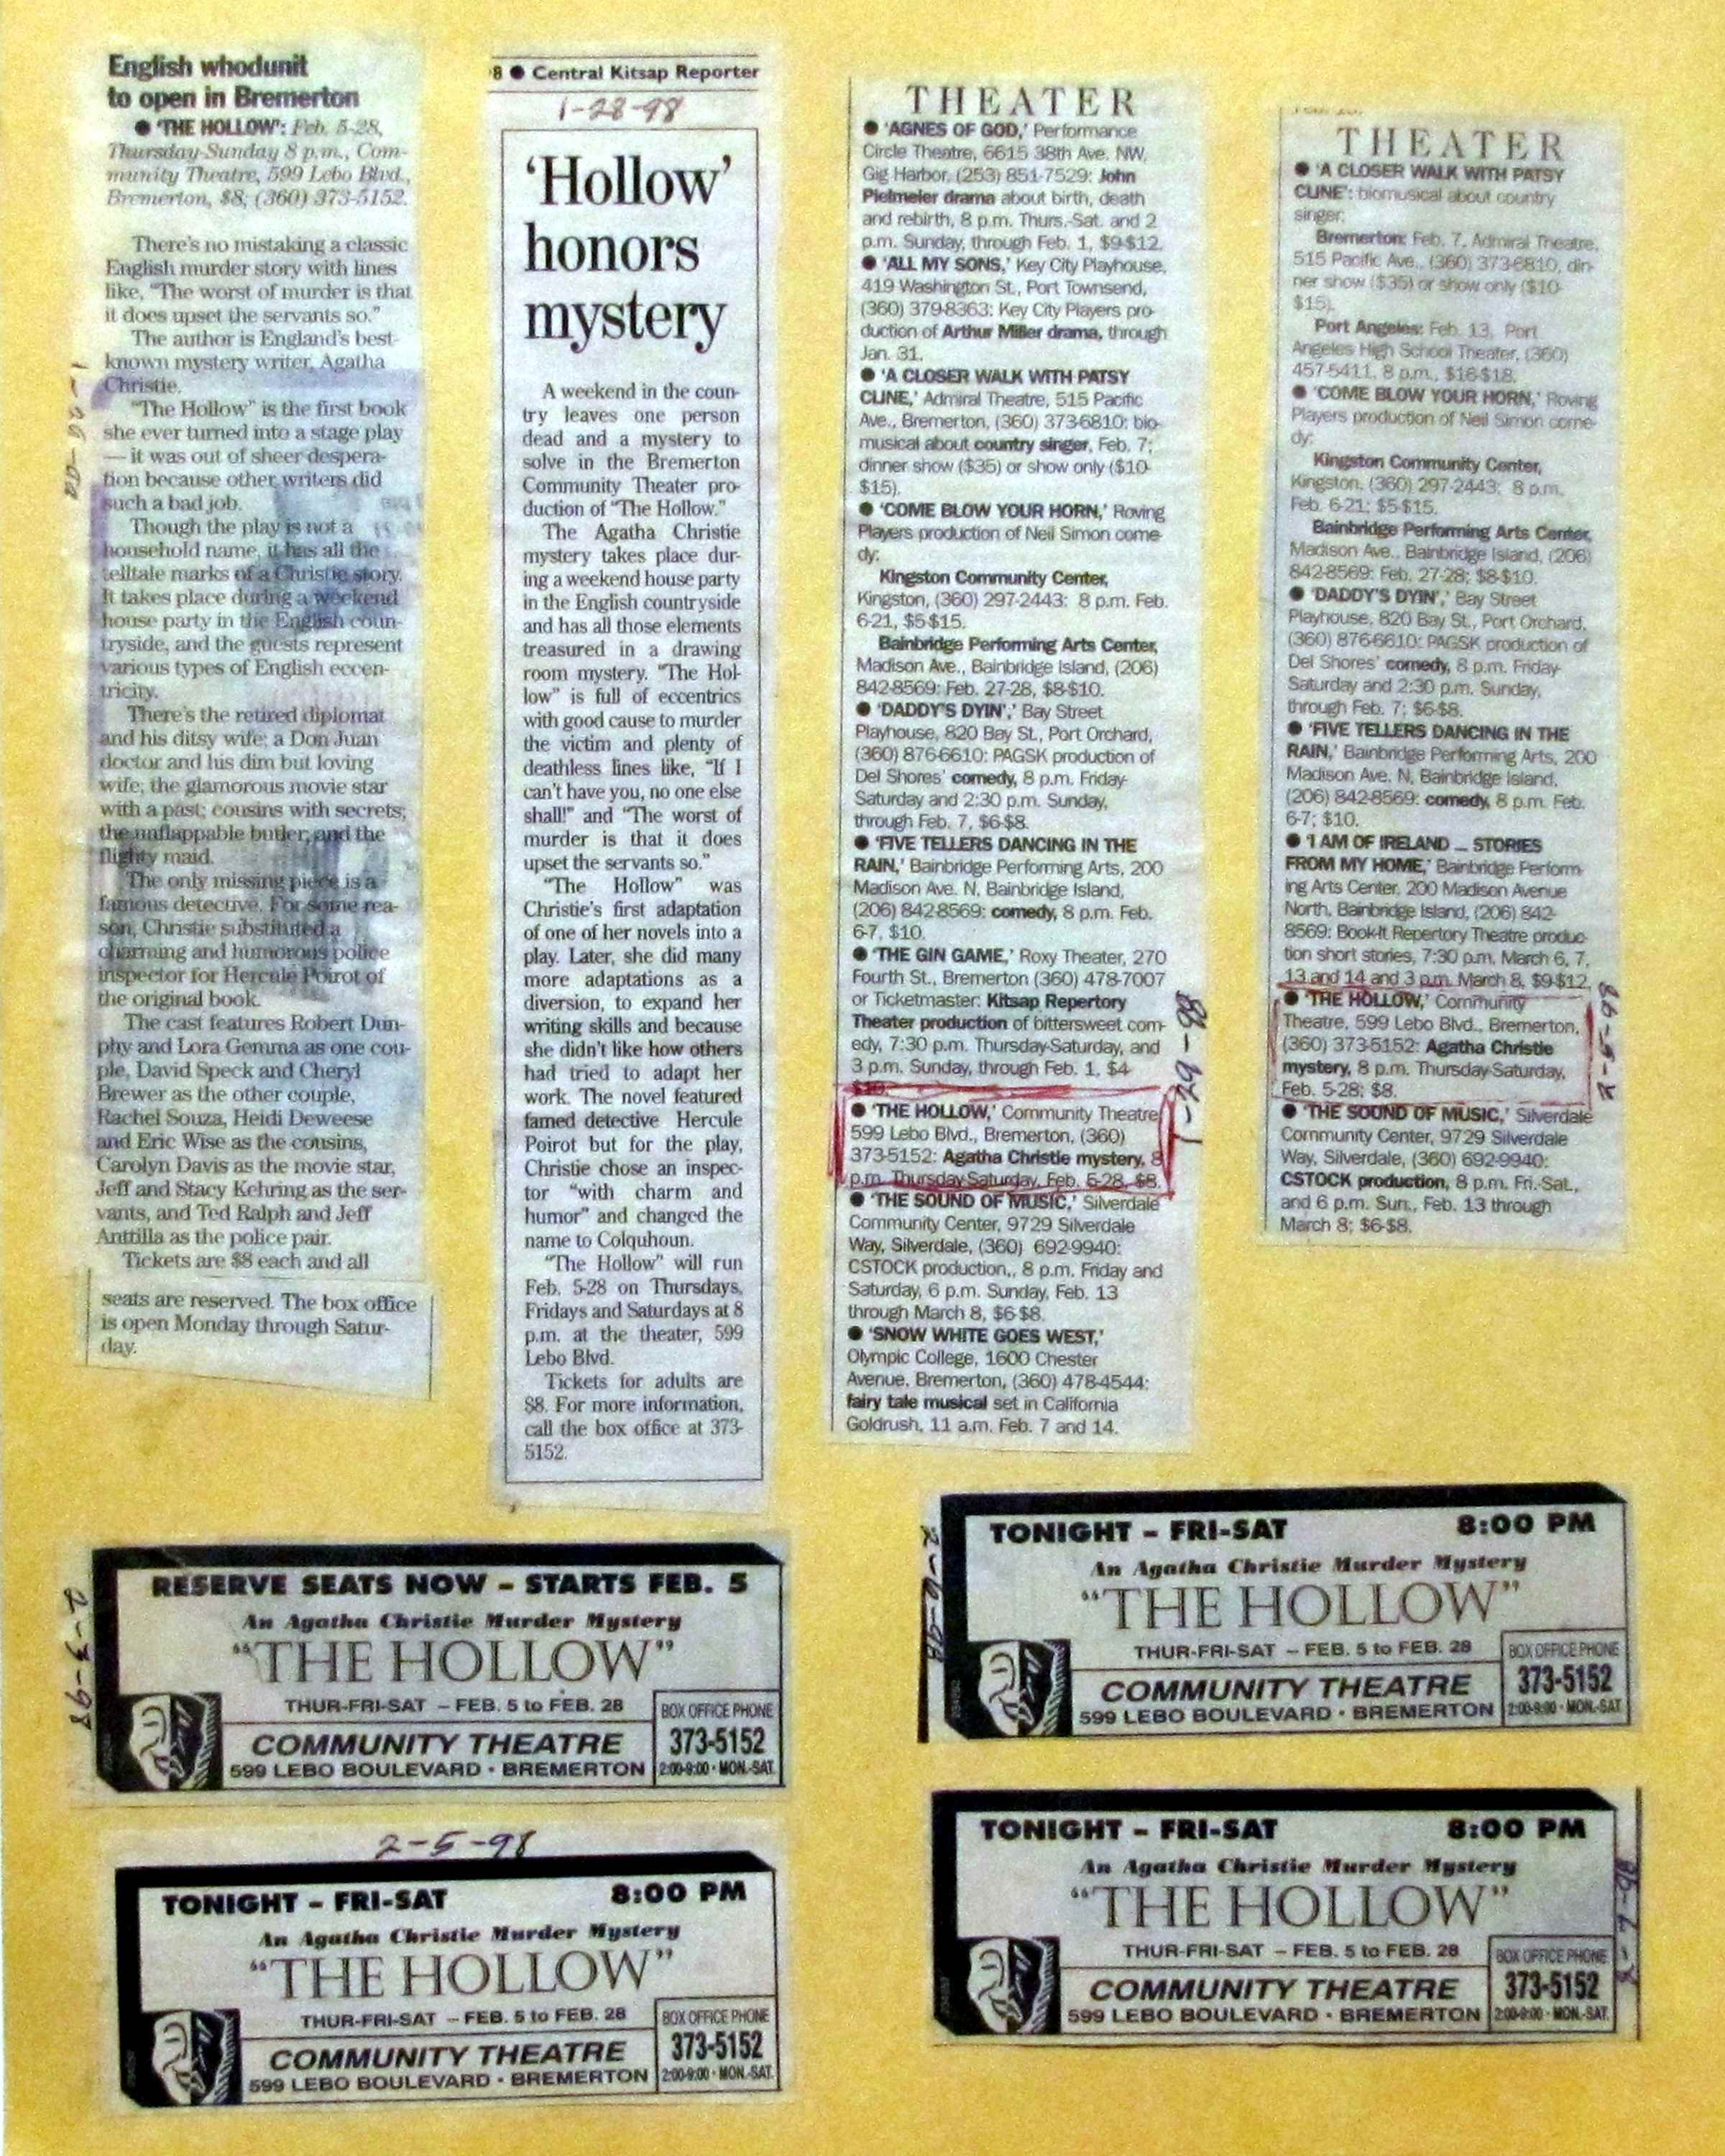 English whodunit
to open in Bremerton
● 'THE HOLLOW': Feb. 5-28,
Thursday-Sunday 8 p.m., Com-
munity Theatre, 599 Lebo Blvd.,
Bremerton, $8; (360) 373-5152.
There's no mistaking a classic
English murder story with lines
like, "The worst of murder is that
it does upset the servants so."
The author is England's best-
known mystery writer, Agatha
Christie.
"The Hollow" is the first book
she ever turned into a stage play
— it was out of sheer despera-
tion because other writers did
such a bad job.
Though the play is not a
household name, it has all the
telltale marks of a Christie story.
It takes place during a weekend
house party in the English coun-
tryside, and the guests represent
various types of English eccen-
tricity.
There's the retired diplomat
and his ditsy wife; a Don Juan
doctor and his dim but loving
wife; the glamorous movie star
with a past; cousins with secrets;
the unflappable butler; and the
flighty maid.
The only missing piece is a
famous detective. For some rea-
son, Christie substituted a
charming and humorous police
inspector for Hercule Poirot of
the original book.
The cast features Robert Dun-
phy and Lora Gemma as one cou-
ple, David Speck and Cheryl
Brewer as the other couple,
Rachel Souza, Heidi Deweese
and Eric Wise as the cousins,
Carolyn Davis as the movie star,
Jeff and Stacy Kehring as the ser-
vants, and Ted Ralph and Jeff
Anttilla as the police pair.
Tickets are $8 each and all
seats are reserved. The box office
is open Monday through Satur-
day.
8 ● Central Kitsap Reporter
1-28-98
'Hollow'
honors
mystery
A weekend in the coun-
try leaves one person
dead and a mystery to
solve in the Bremerton
Community Theater pro-
duction of "The Hollow."
The Agatha Christie
mystery takes place dur-
ing a weekend house party
in the English countryside
and has all those elements
treasured in a drawing
room mystery. "The Hol-
low" is full of eccentrics
with good cause to murder
the victim and plenty of
deathless lines like, "If I
can't have you, no one else
shall!" and "The worst of
murder is that it does
upset the servants so."
"The Hollow" was
Christie's first adaptation
of one of her novels into a
play. Later, she did many
more adaptations as a
diversion, to expand her
writing skills and because
she didn't like how others
had tried to adapt her
work. The novel featured
famed detective Hercule
Poirot but for the play,
Christie chose an inspec-
tor "with charm and
humor" and changed the
name to Colquhoun.
"The Hollow" will run
Feb. 5-28 on Thursdays,
Fridays and Saturdays at 8
p.m. at the theater, 599
Lebo Blvd.
Tickets for adults are
$8. For more information,
call the box office at 373-
5152.
THEATER
● 'AGNES OF GOD,' Performance
Circle Theatre, 6615 38th Ave. NW,
Gig Harbor, (253) 851-7529: John
Pielmeier drama about birth, death
and rebirth, 8 p.m. Thurs.-Sat. and 2
p.m. Sunday, through Feb. 1, $9-$12.
● 'ALL MY SONS,' Key City Playhouse,
419 Washington St., Port Townsend,
(360) 379-8363: Key City Players pro-
duction of Arthur Miller drama, through
Jan. 31.
● 'A CLOSER WALK WITH PATSY
CLINE,' Admiral Theatre, 515 Pacific
Ave., Bremerton, (360) 373-6810: bio-
musical about country singer, Feb. 7;
dinner show ($35) or show only ($10-
$15).
● 'COME BLOW YOUR HORN,' Roving
Players production of Neil Simon come-
dy:
Kingston Community Center,
Kingston, (360) 297-2443: 8 p.m. Feb.
6-21, $5-$15.
Bainbridge Performing Arts Center,
Madison Ave., Bainbridge Island, (206)
842-8569: Feb. 27-28, $8-$10.
● 'DADDY'S DYIN',' Bay Street
Playhouse, 820 Bay St., Port Orchard,
(360) 876-6610: PAGSK production of
Del Shores' comedy, 8 p.m. Friday-
Saturday and 2:30 p.m. Sunday,
through Feb. 7, $6-$8.
● 'FIVE TELLERS DANCING IN THE
RAIN,' Bainbridge Performing Arts, 200
Madison Ave. N, Bainbridge Island,
(206) 842-8569: comedy, 8 p.m. Feb.
6-7, $10.
● 'THE GIN GAME,' Roxy Theater, 270
Fourth St., Bremerton (360) 478-7007
or Ticketmaster: Kitsap Repertory
Theater production of bittersweet com-
edy, 7:30 p.m. Thursday-Saturday, and
3 p.m. Sunday, through Feb. 1, $4-
$10.
● 'THE HOLLOW,' Community Theatre,
599 Lebo Blvd., Bremerton, (360)
373-5152: Agatha Christie mystery, 8
p.m. Thursday-Saturday, Feb. 5-28, $8.
1-29-98
● 'THE SOUND OF MUSIC,' Silverdale
Community Center, 9729 Silverdale
Way, Silverdale, (360) 692-9940:
CSTOCK production,, 8 p.m. Friday and
Saturday, 6 p.m. Sunday, Feb. 13
through March 8, $6-$8.
● 'SNOW WHITE GOES WEST,'
Olympic College, 1600 Chester
Avenue, Bremerton, (360) 478-4544:
fairy tale musical set in California
Goldrush, 11 a.m. Feb. 7 and 14.
THEATER
● 'A CLOSER WALK WITH PATSY
CLINE': biomusical about country
singer:
Bremerton: Feb. 7, Admiral Theatre,
515 Pacific Ave., (360) 373-6810, din-
ner show ($35) or show only ($10-
$15).
Port Angeles: Feb. 13, Port
Angeles High School Theater, (360)
457-5411, 8 p.m., $16-$18.
● 'COME BLOW YOUR HORN,' Roving
Players production of Neil Simon come-
dy:
Kingston Community Center,
Kingston, (360) 297-2443: 8 p.m.
Feb. 6-21; $5-$15.
Bainbridge Performing Arts Center,
Madison Ave., Bainbridge Island, (206)
842-8569: Feb. 27-28; $8-$10.
● 'DADDY'S DYIN',' Bay Street
Playhouse, 820 Bay St., Port Orchard,
(360) 876-6610: PAGSK production of
Del Shores' comedy, 8 p.m. Friday-
Saturday and 2:30 p.m. Sunday,
through Feb. 7; $6-$8.
● 'FIVE TELLERS DANCING IN THE
RAIN,' Bainbridge Performing Arts, 200
Madison Ave. N, Bainbridge Island,
(206) 842-8569: comedy, 8 p.m. Feb.
6-7; $10.
● 'I AM OF IRELAND ... STORIES
FROM MY HOME,' Bainbridge Perform-
ing Arts Center, 200 Madison Avenue
North, Bainbridge Island, (206) 842-
8569: Book-It Repertory Theatre produc-
tion short stories, 7:30 p.m. March 6, 7,
13 and 14 and 3 p.m. March 8, $9-$12.
● 'THE HOLLOW,' Community
Theatre, 599 Lebo Blvd., Bremerton,
(360) 373-5152: Agatha Christie
mystery, 8 p.m. Thursday-Saturday,
Feb. 5-28; $8.
2-5-98
● 'THE SOUND OF MUSIC,' Silverdale
Community Center, 9729 Silverdale
Way, Silverdale, (360) 692-9940:
CSTOCK production, 8 p.m. Fri.-Sat.,
and 6 p.m. Sun., Feb. 13 through
March 8; $6-$8.
2-3-98
RESERVE SEATS NOW – STARTS FEB. 5
An Agatha Christie Murder Mystery
"THE HOLLOW"
THUR-FRI-SAT – FEB. 5 to FEB. 28
COMMUNITY THEATRE
599 LEBO BOULEVARD • BREMERTON
BOX OFFICE PHONE
373-5152
2:00-9:00 • MON.-SAT.
2-5-98
TONIGHT – FRI-SAT 8:00 PM
An Agatha Christie Murder Mystery
"THE HOLLOW"
THUR-FRI-SAT – FEB. 5 to FEB. 28
COMMUNITY THEATRE
599 LEBO BOULEVARD • BREMERTON
BOX OFFICE PHONE
373-5152
2:00-9:00 • MON.-SAT.
2-6-98
TONIGHT – FRI-SAT 8:00 PM
An Agatha Christie Murder Mystery
"THE HOLLOW"
THUR-FRI-SAT – FEB. 5 to FEB. 28
COMMUNITY THEATRE
599 LEBO BOULEVARD • BREMERTON
BOX OFFICE PHONE
373-5152
2:00-9:00 • MON.-SAT.
2-7-98
TONIGHT – FRI-SAT 8:00 PM
An Agatha Christie Murder Mystery
"THE HOLLOW"
THUR-FRI-SAT – FEB. 5 to FEB. 28
COMMUNITY THEATRE
599 LEBO BOULEVARD • BREMERTON
BOX OFFICE PHONE
373-5152
2:00-9:00 • MON.-SAT.